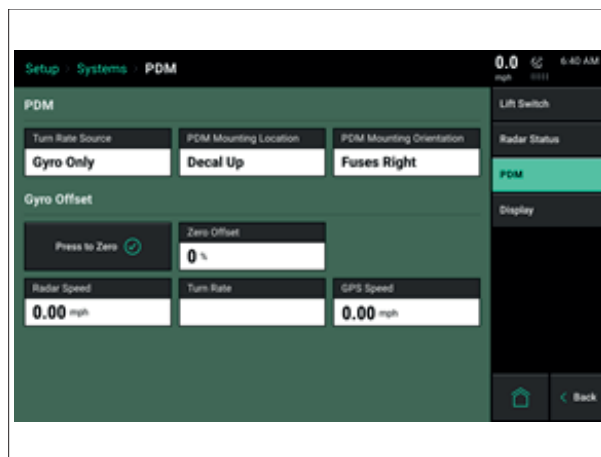 Setup > Systems > PDM
0.0 mph
6:40 AM
PDM
Turn Rate Source
Gyro Only
PDM Mounting Location
Decal Up
PDM Mounting Orientation
Fuses Right
Gyro Offset
Press to Zero
Zero Offset
0 %
Radar Speed
0.00 mph
Turn Rate
GPS Speed
0.00 mph
Lift Switch
Radar Status
PDM
Display
< Back